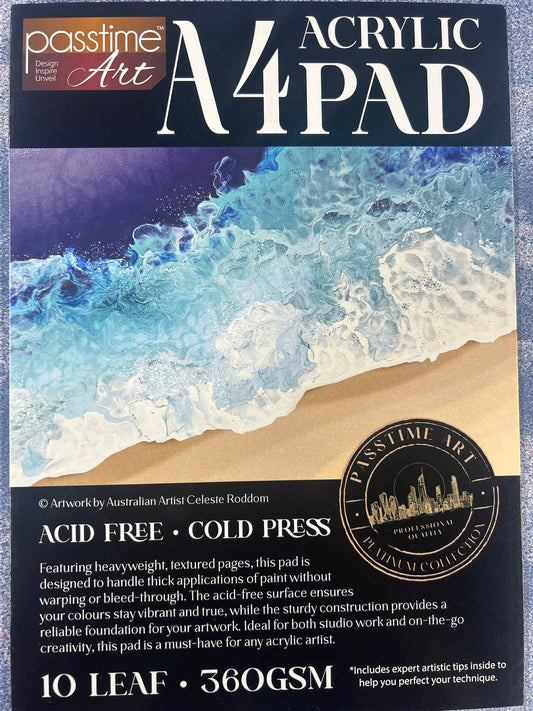 passtime™
Design
Inspire
Unveil
Art
A4 ACRYLIC
PAD
© Artwork by Australian Artist Celeste Roddom
PASSTIME ART
PROFESSIONAL
QUALITY
PLATINUM COLLECTION
ACID FREE • COLD PRESS
Featuring heavyweight, textured pages, this pad is
designed to handle thick applications of paint without
warping or bleed-through. The acid-free surface ensures
your colours stay vibrant and true, while the sturdy construction provides a
reliable foundation for your artwork. Ideal for both studio work and on-the-go
creativity, this pad is a must-have for any acrylic artist.
10 LEAF • 360GSM
*Includes expert artistic tips inside to
help you perfect your technique.